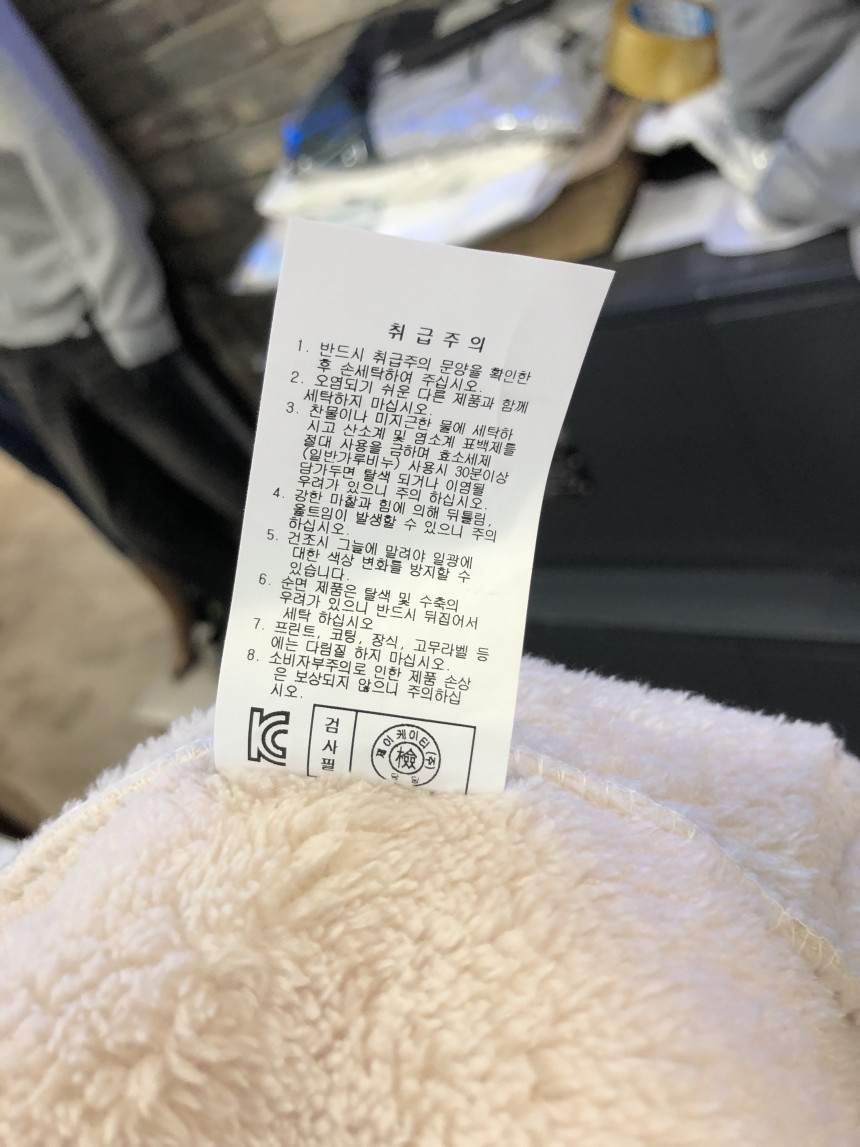 취급주의
1. 반드시 취급주의 문양을 확인한
후 손세탁하여 주십시오.
2. 오염되기 쉬운 다른 제품과 함께
세탁하지 마십시오.
3. 찬물이나 미지근한 물에 세탁하
시고 산소계 및 염소계 표백제를
절대 사용을 금하며 효소세제
(일반가루비누) 사용시 30분이상
담가두면 탈색 되거나 이염될
우려가 있으니 주의 하십시오.
4. 강한 마찰과 힘에 의해 뒤틀림,
올트임이 발생할 수 있으니 주의
하십시오.
5. 건조시 그늘에 말려야 일광에
대한 색상 변화를 방지할 수
있습니다.
6. 순면 제품은 탈색 및 수축의
우려가 있으니 반드시 뒤집어서
세탁 하십시오
7. 프린트, 코팅, 장식, 고무라벨 등
에는 다림질 하지 마십시오.
8. 소비자부주의로 인한 제품 손상
은 보상되지 않으니 주의하십
시오.
KC
검사필
제이케이티(주)
檢